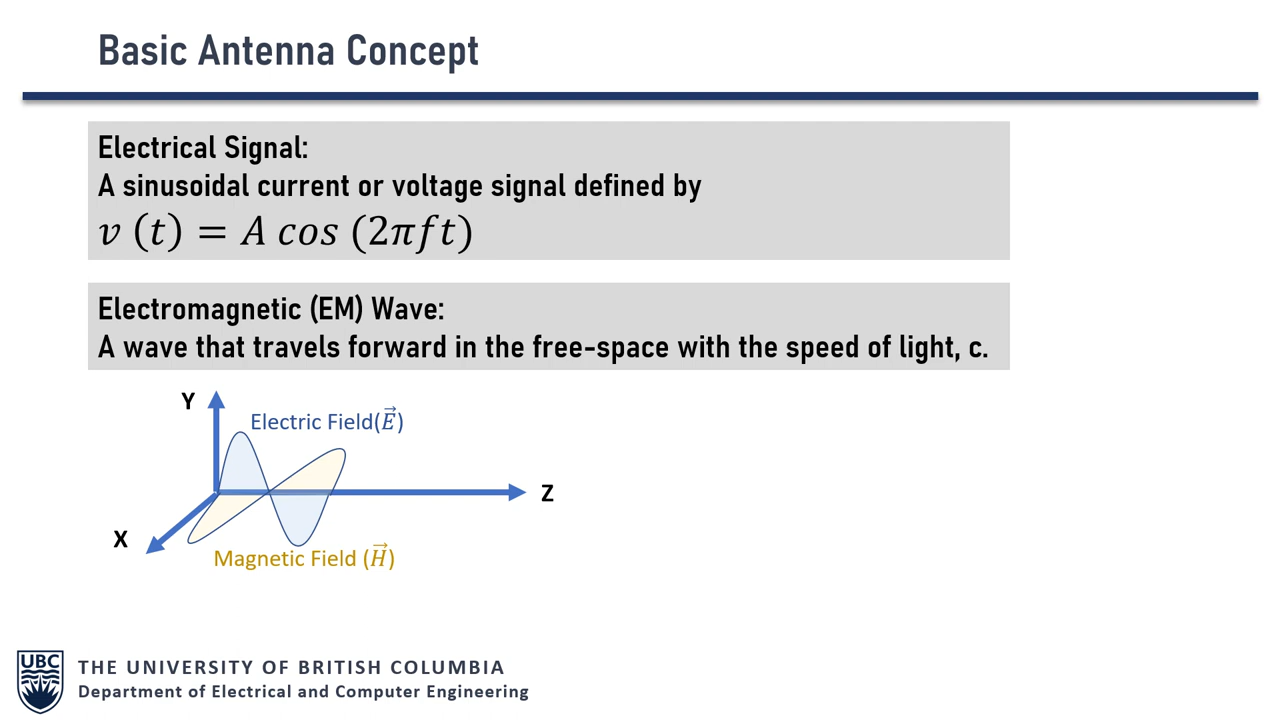 Basic Antenna Concept
Electrical Signal:
A sinusoidal current or voltage signal defined by
v (t) = A cos (2πft)
Electromagnetic (EM) Wave:
A wave that travels forward in the free-space with the speed of light, c.
Y
Electric Field(E⃗)
Z
X
Magnetic Field (H⃗)
UBC
THE UNIVERSITY OF BRITISH COLUMBIA
Department of Electrical and Computer Engineering